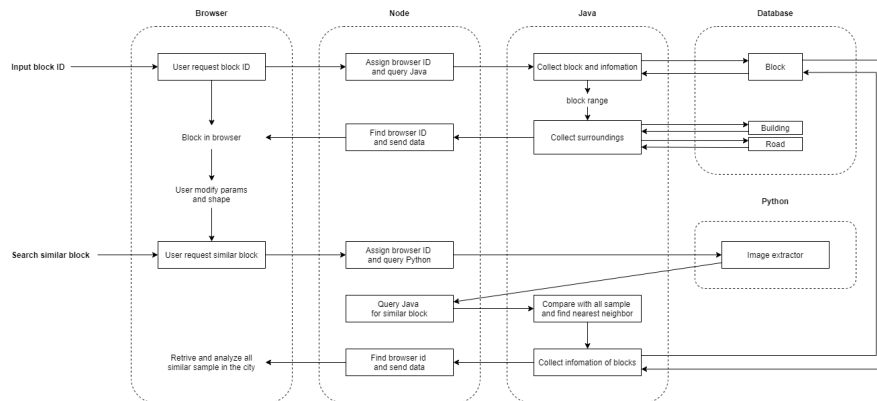 Browser
Node
Java
Database
Input block ID
User request block ID
Assign browser ID
and query Java
Collect block and infomation
Block
block range
Block in browser
Find browser ID
and send data
Collect surroundings
Building
Road
User modify params
and shape
Python
Search similar block
User request similar block
Assign browser ID
and query Python
Image extractor
Query Java
for similar block
Compare with all sample
and find nearest neighbor
Retrive and analyze all
similar sample in the city
Find browser id
and send data
Collect infomation of blocks